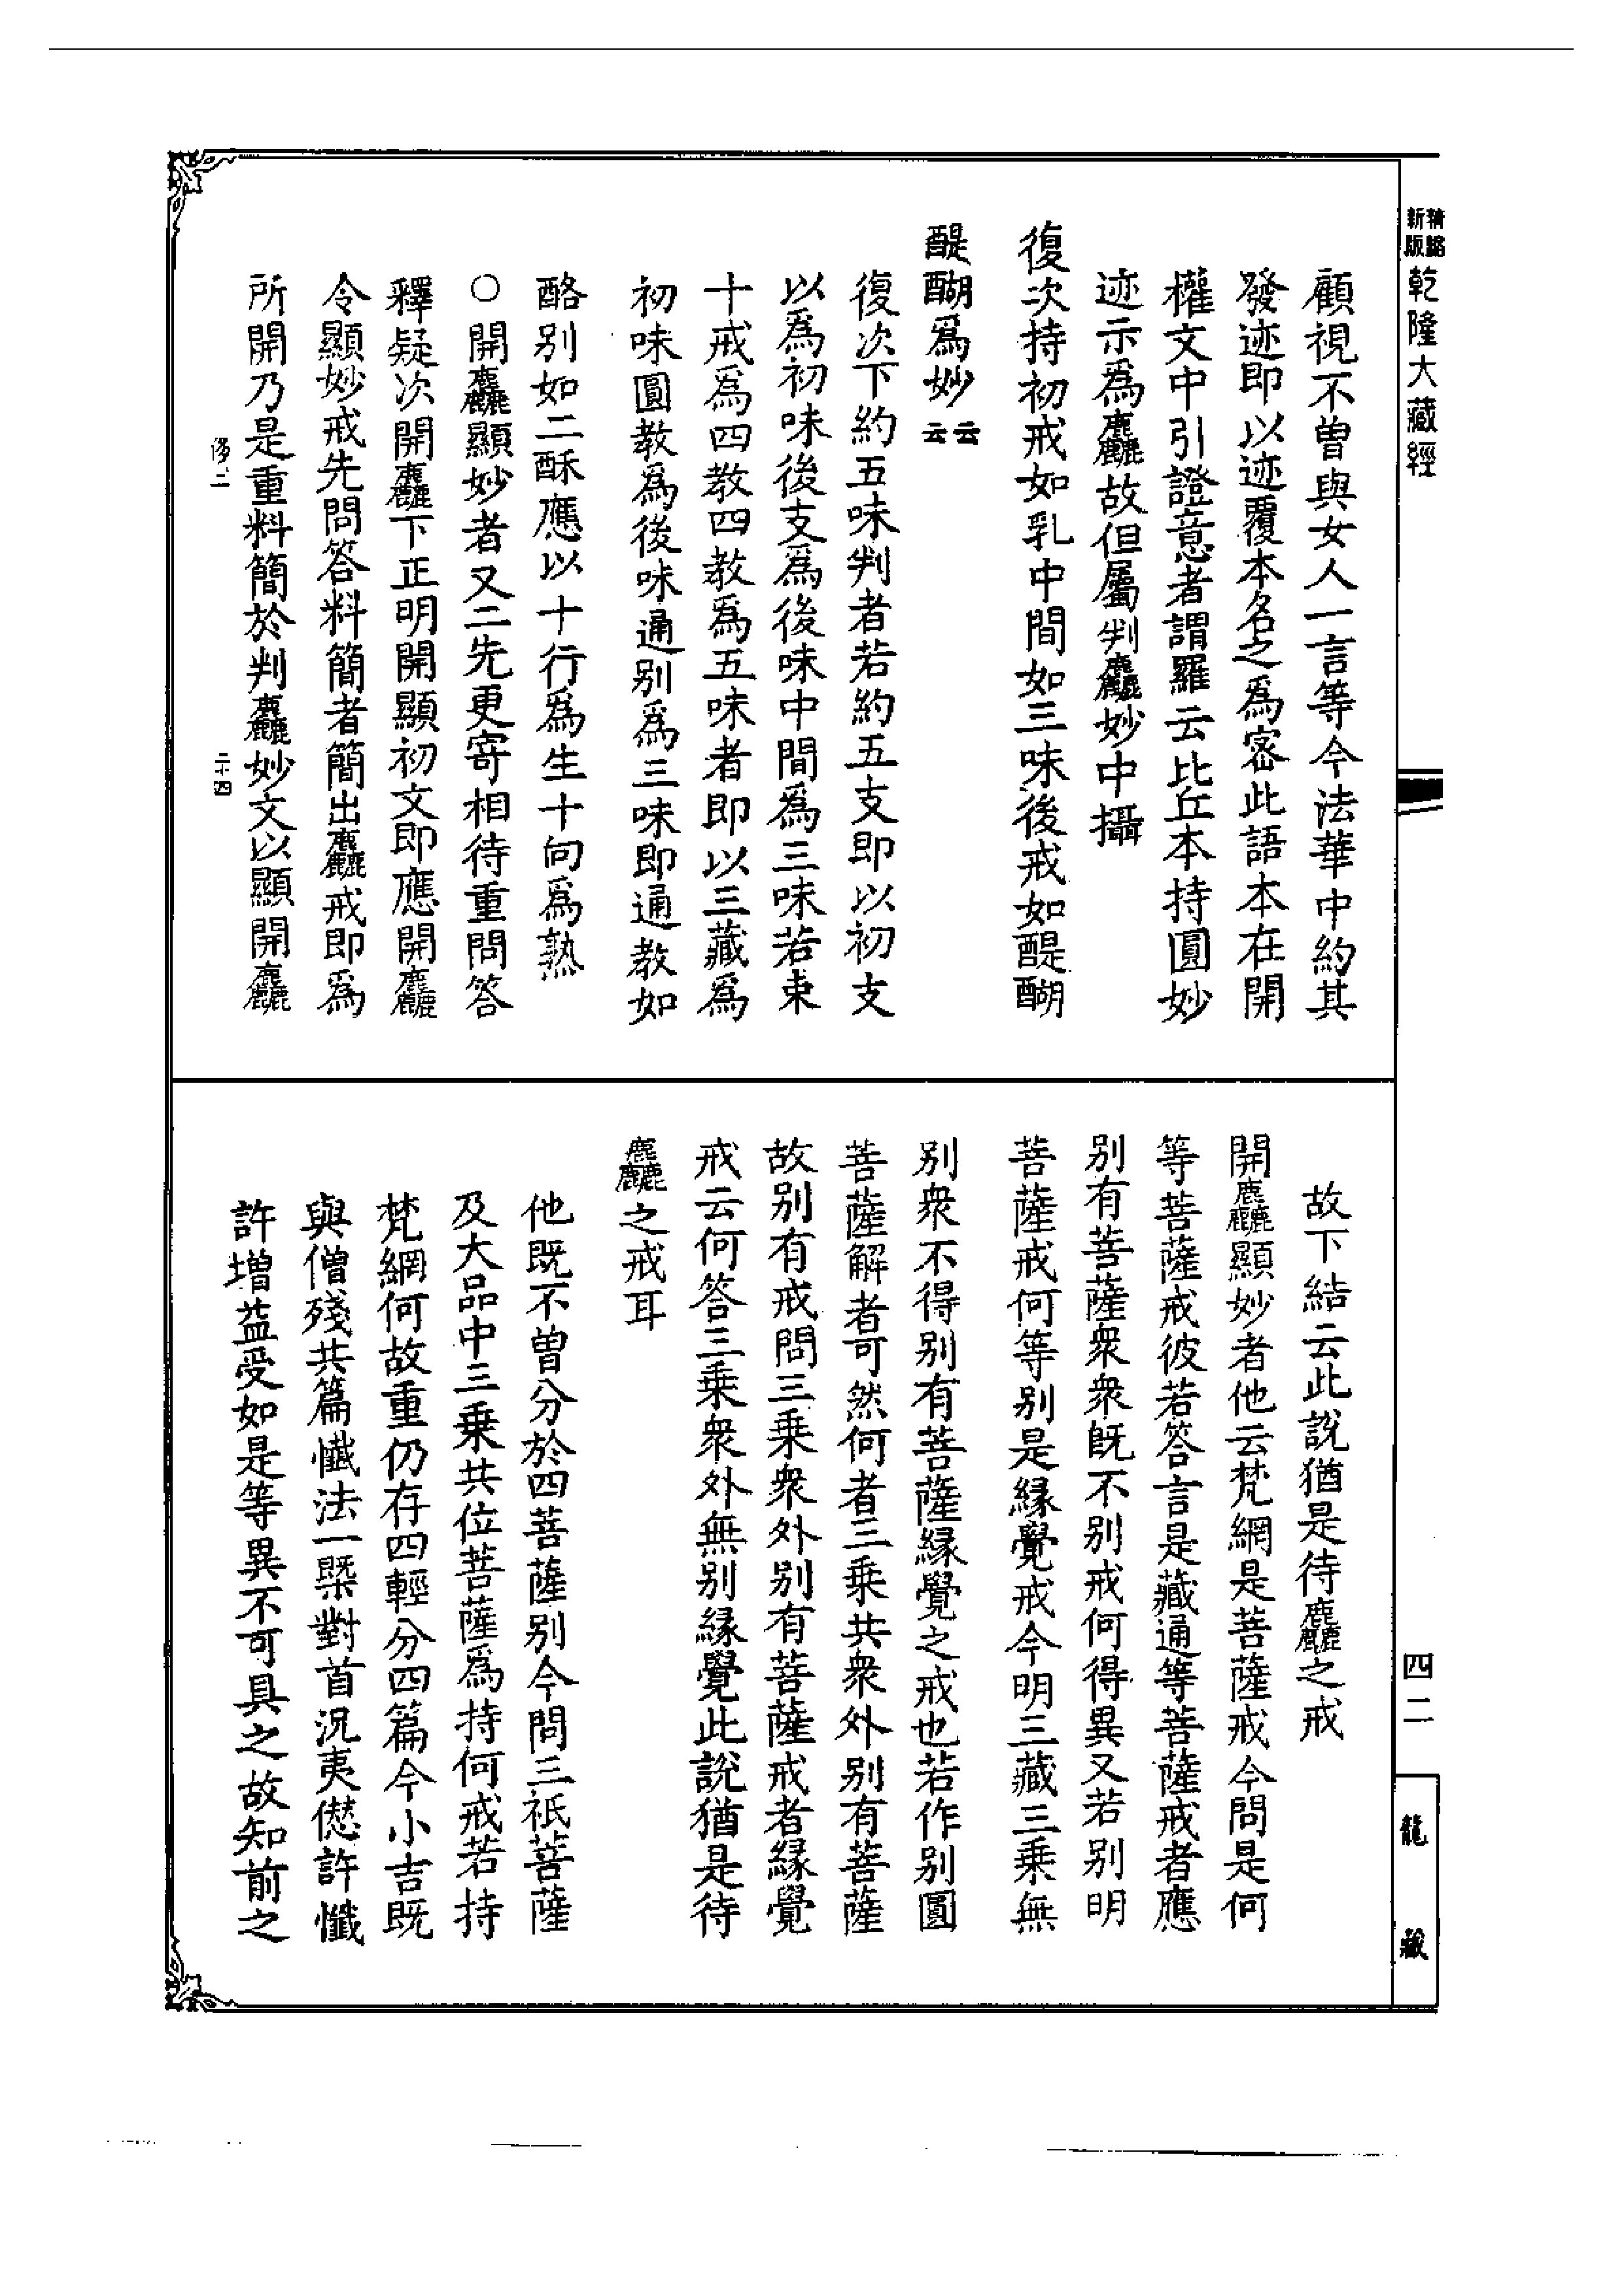 精縮新版
乾隆大藏經
顧視不曾與女人一言等今法華中約其
發迹即以迹覆本名之爲密此語本在開
權文中引證意者謂羅云比丘本持圓妙
迹示爲麤故但屬判麤妙中攝
復次持初戒如乳中間如三味後戒如醍醐
醍醐爲妙云云
復次下約五味判者若約五支即以初支
以爲初味後支爲後味中間爲三味若束
十戒爲四教四教爲五味者即以三藏爲
初味圓教爲後味通別爲三味即通教如
酪別如二酥應以十行爲生十向爲熟
○開麤顯妙者又二先更寄相待重問答
釋疑次開麤下正明開顯初文即應開麤
令顯妙戒先問答料簡者簡出麤戒即爲
所開乃是重料簡於判麤妙文以顯開麤
二十四
故下結云此說猶是待麤之戒
開麤顯妙者他云梵網是菩薩戒今問是何
等菩薩戒彼若答言是藏通等菩薩戒者應
別有菩薩衆衆既不別戒何得異又若別明
菩薩戒何等別是緣覺戒今明三藏三乘無
別衆不得別有菩薩緣覺之戒也若作別圓
菩薩解者可然何者三乘共衆外別有菩薩
故別有戒問三乘衆外別有菩薩戒者緣覺
戒云何答三乘衆外無別緣覺此說猶是待
麤之戒耳
他既不曾分於四菩薩別今問三祇菩薩
及大品中三乘共位菩薩爲持何戒若持
梵網何故重仍存四輕分四篇今小吉既
與僧殘共篇懺法一槩對首況夷愆許懺
許增益受如是等異不可具之故知前之
四二
龍藏